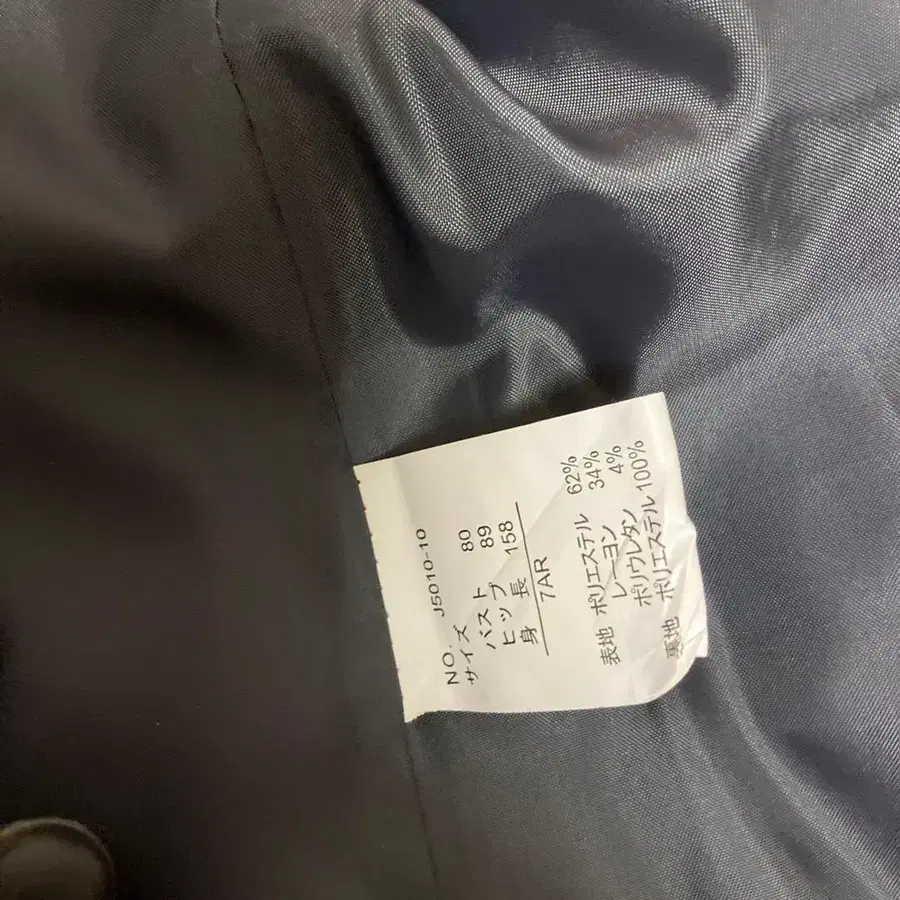 NO. J5010-10
サイズ
バスト 80
ヒップ 89
身長 158
7AR
表地 ポリエステル 62%
レーヨン 34%
ポリウレタン 4%
裏地 ポリエステル 100%